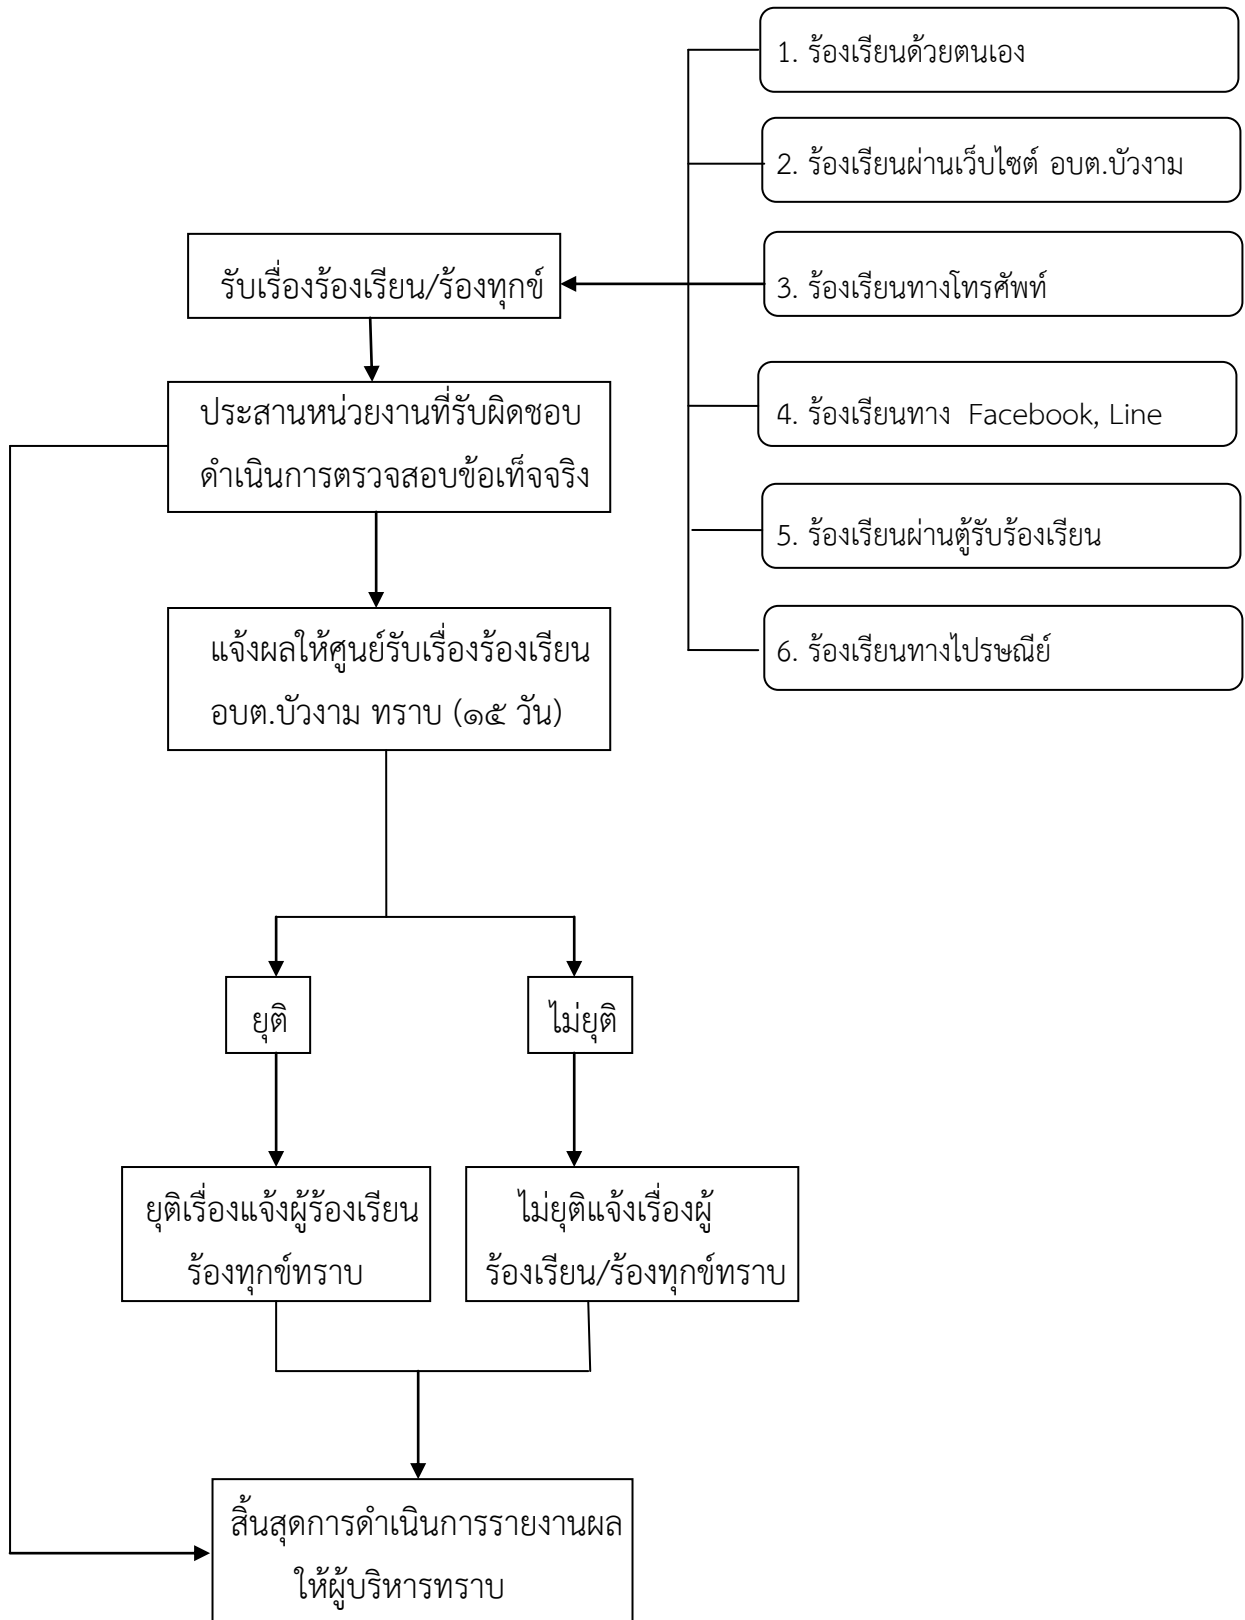 1. ร้องเรียนด้วยตนเอง
2. ร้องเรียนผ่านเว็บไซต์ อบต.บัวงาม
รับเรื่องร้องเรียน/ร้องทุกข์
3. ร้องเรียนทางโทรศัพท์
ประสานหน่วยงานที่รับผิดชอบ
ดำเนินการตรวจสอบข้อเท็จจริง
4. ร้องเรียนทาง Facebook, Line
5. ร้องเรียนผ่านตู้รับร้องเรียน
แจ้งผลให้ศูนย์รับเรื่องร้องเรียน
อบต.บัวงาม ทราบ (๑๕ วัน)
6. ร้องเรียนทางไปรษณีย์
ยุติ
ไม่ยุติ
ยุติเรื่องแจ้งผู้ร้องเรียน
ร้องทุกข์ทราบ
ไม่ยุติแจ้งเรื่องผู้
ร้องเรียน/ร้องทุกข์ทราบ
สิ้นสุดการดำเนินการรายงานผล
ให้ผู้บริหารทราบ